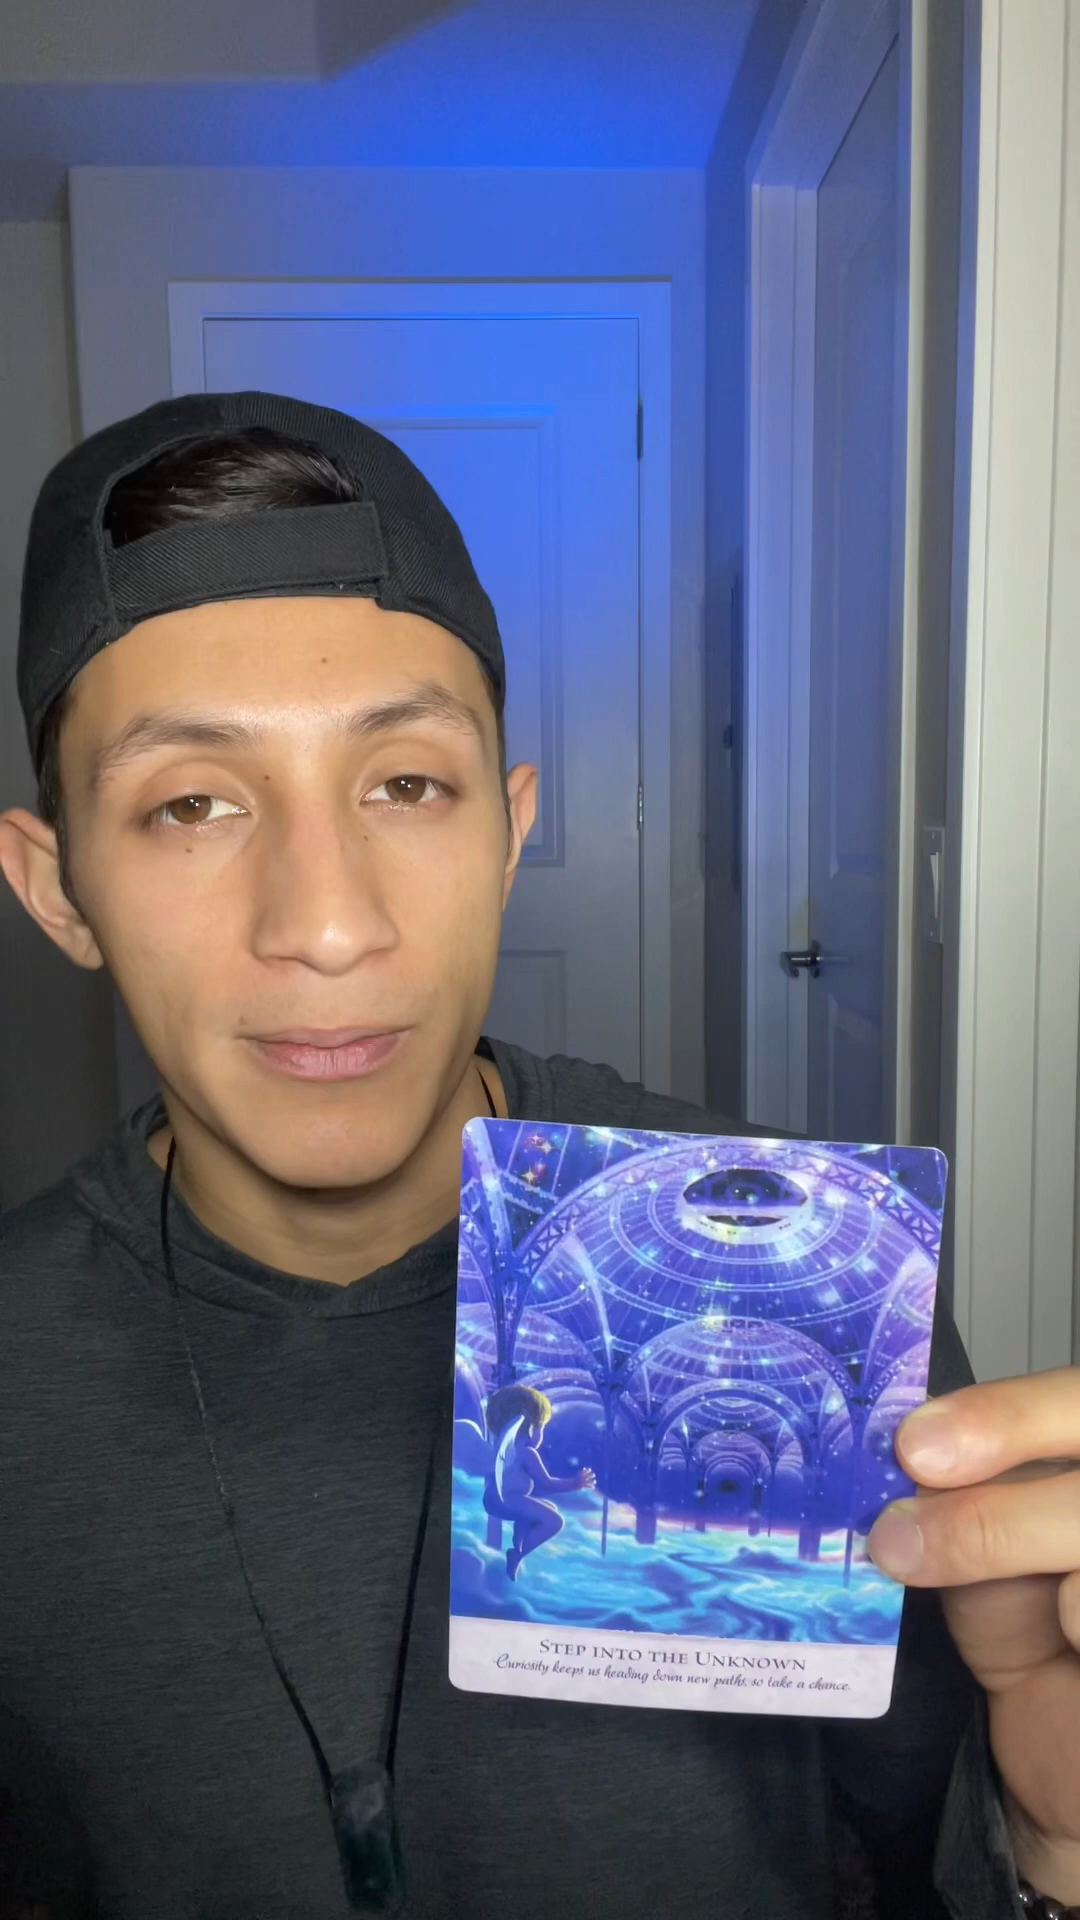 STEP INTO THE UNKNOWN
Curiosity keeps us heading down new paths, so take a chance.